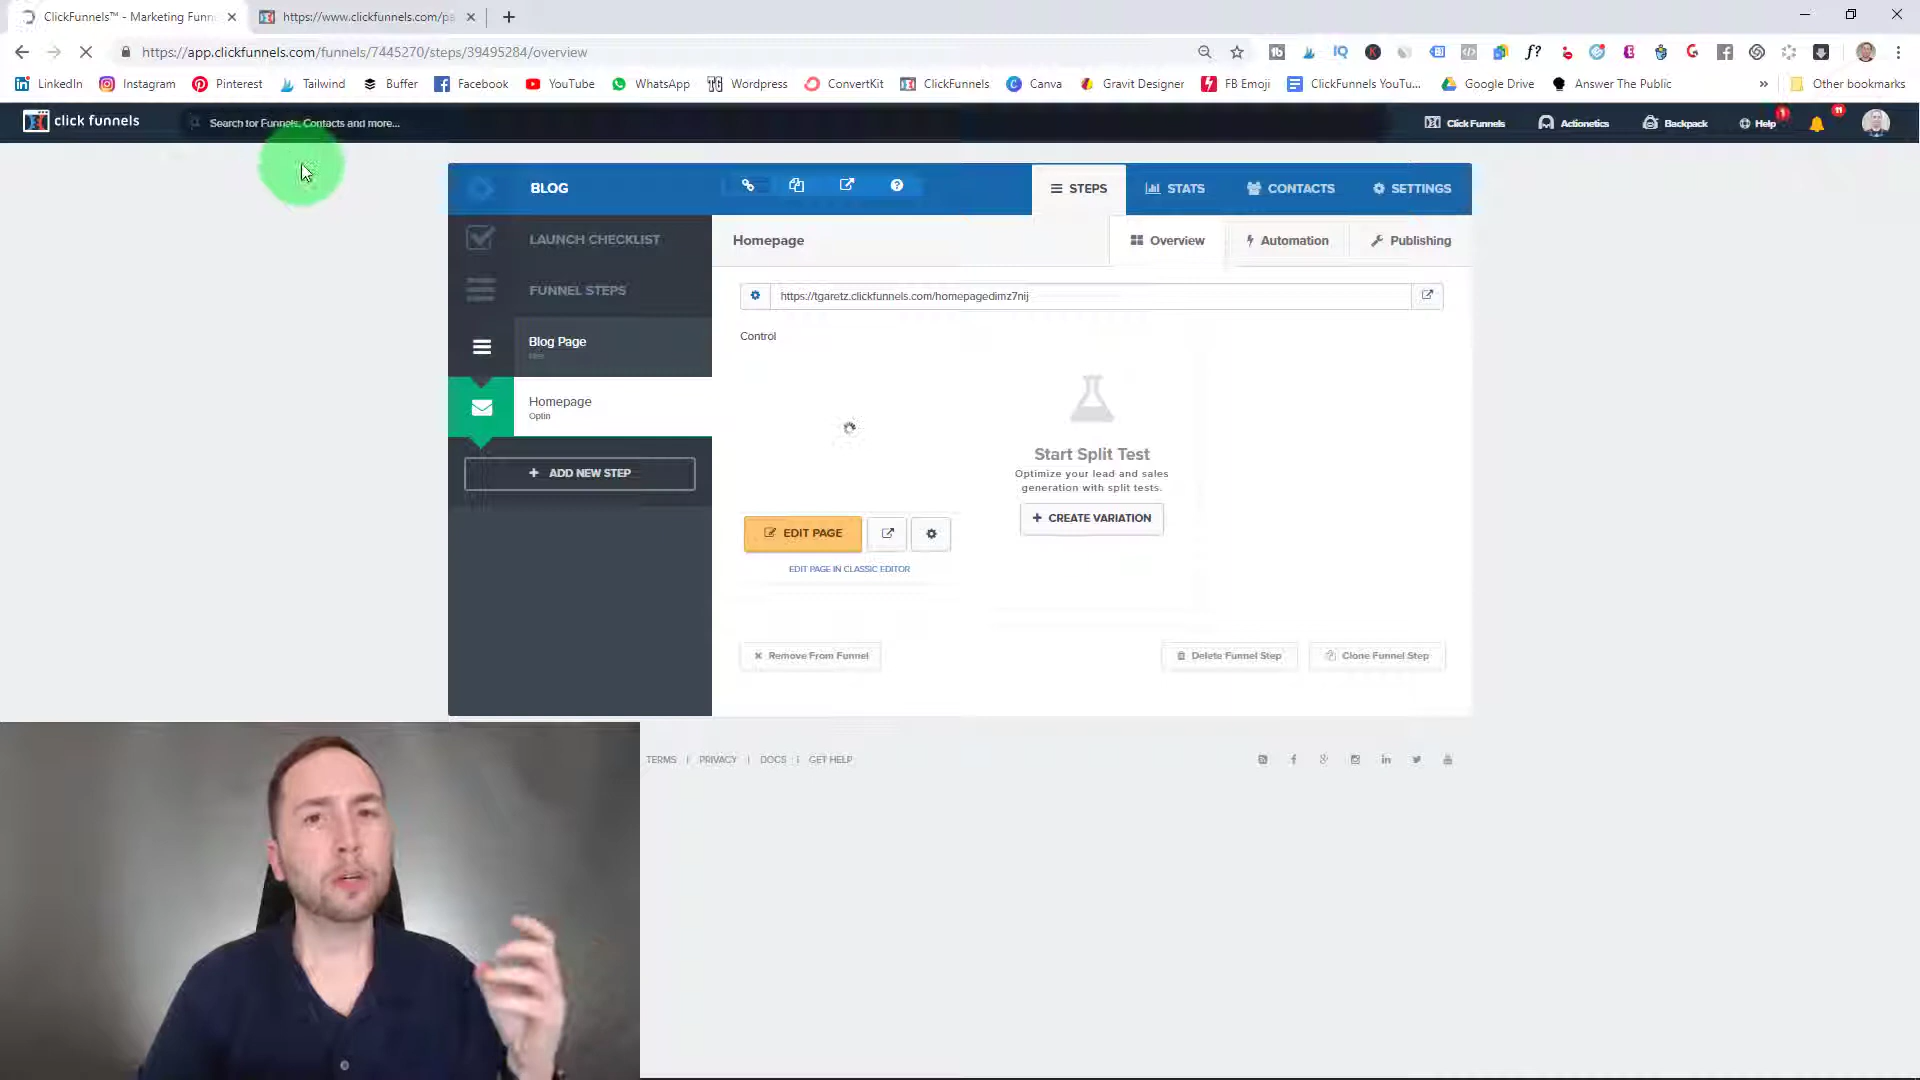 ClickFunnels™ - Marketing Funn
https://www.clickfunnels.com/pa
https://app.clickfunnels.com/funnels/7445270/steps/39495284/overview
LinkedIn Instagram Pinterest Tailwind Buffer Facebook YouTube WhatsApp Wordpress ConvertKit ClickFunnels Canva Gravit Designer FB Emoji ClickFunnels YouTu... Google Drive Answer The Public » Other bookmarks
click funnels
Search for Funnels, Contacts and more...
Click Funnels Actionetics Backpack Help 1 11
BLOG
STEPS STATS CONTACTS SETTINGS
LAUNCH CHECKLIST
FUNNEL STEPS
Blog Page
Homepage
Optin
+ ADD NEW STEP
Homepage
Overview Automation Publishing
https://tgaretz.clickfunnels.com/homepagedimz7nij
Control
Start Split Test
Optimize your lead and sales
generation with split tests.
+ CREATE VARIATION
EDIT PAGE
EDIT PAGE IN CLASSIC EDITOR
Remove From Funnel
Delete Funnel Step
Clone Funnel Step
TERMS | PRIVACY | DOCS | GET HELP